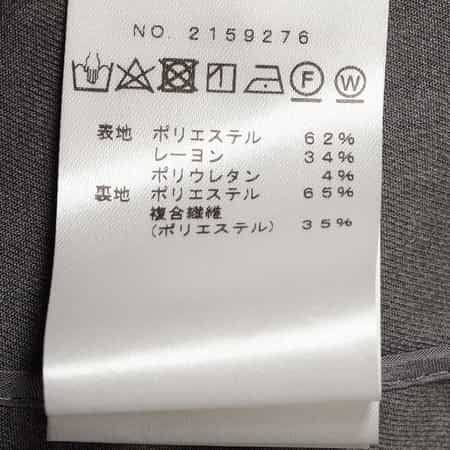 NO. 2159276
F W
表地 ポリエステル 62%
レーヨン 34%
ポリウレタン 4%
裏地 ポリエステル 65%
複合繊維
(ポリエステル) 35%